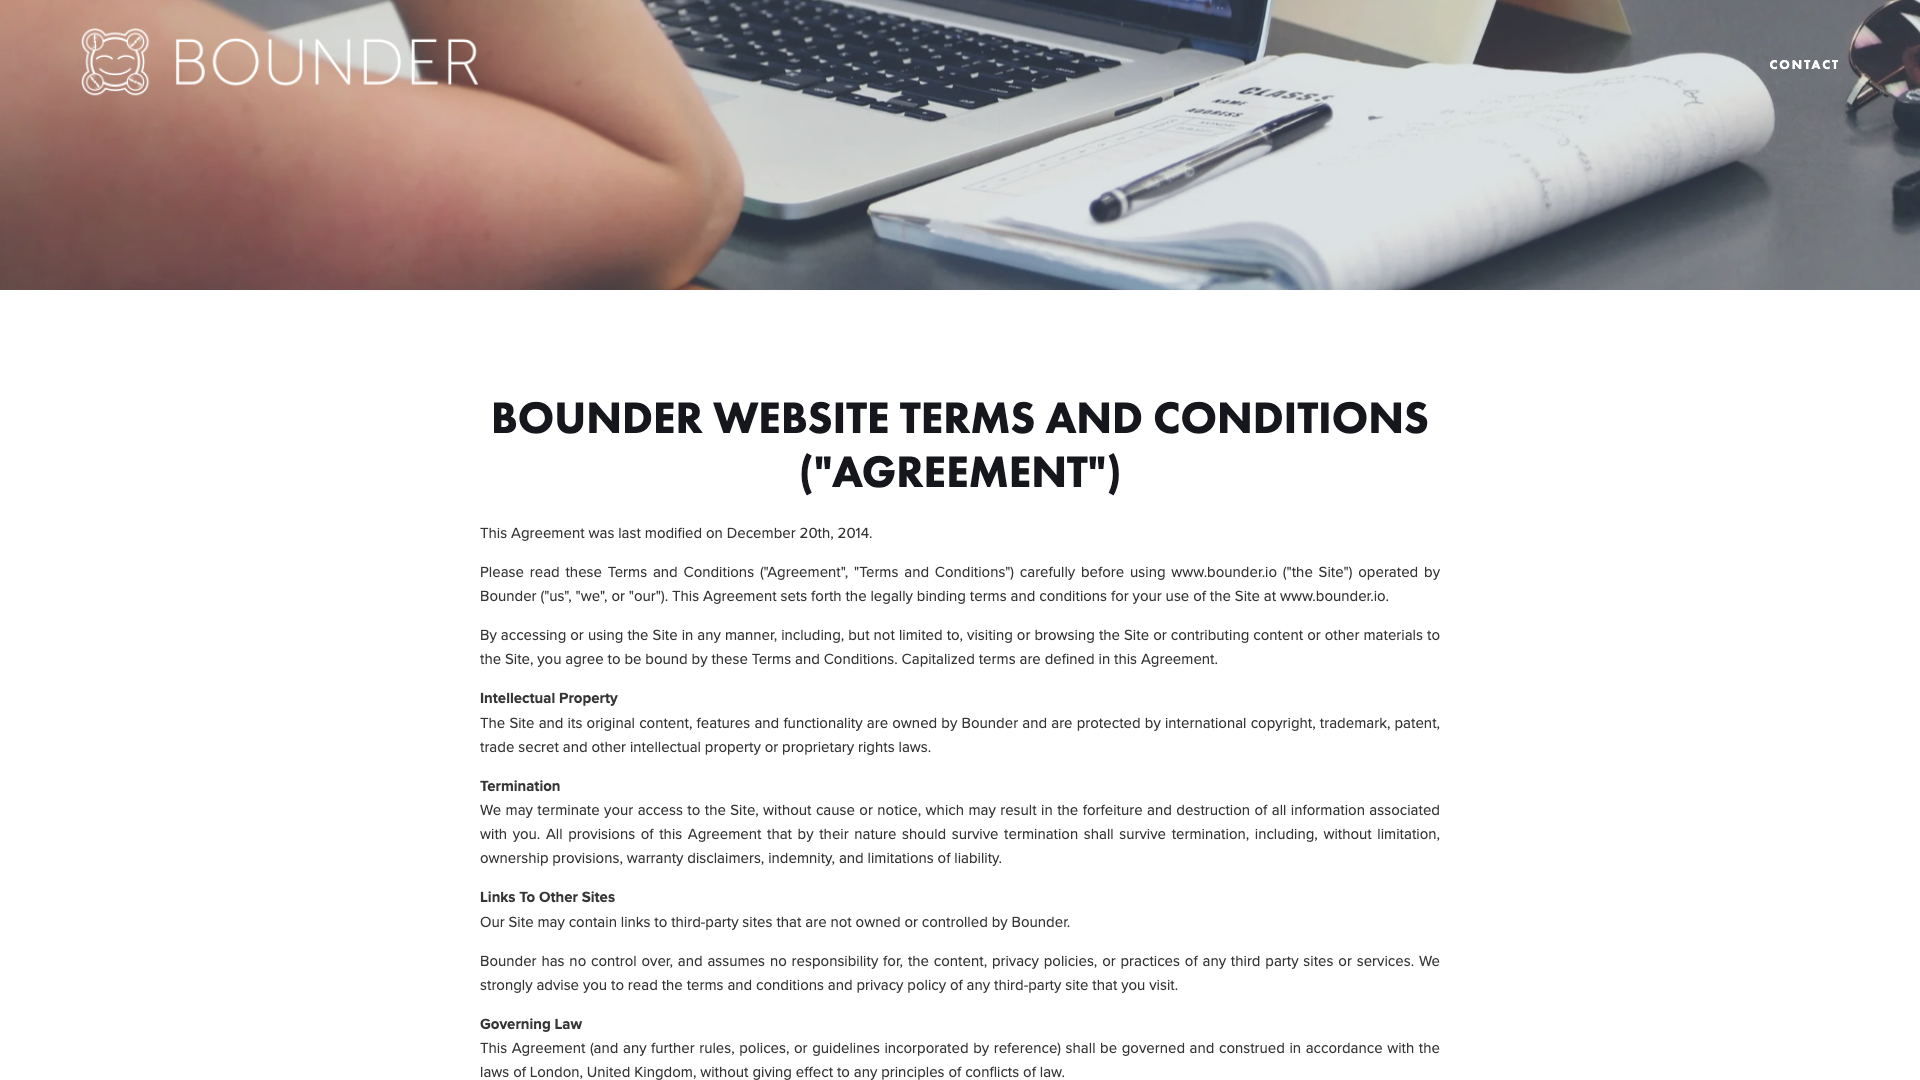 BOUNDER
CONTACT
CLASS:
NAME
ADDRESS
BOUNDER WEBSITE TERMS AND CONDITIONS
("AGREEMENT")
This Agreement was last modified on December 20th, 2014.
Please read these Terms and Conditions ("Agreement", "Terms and Conditions") carefully before using www.bounder.io ("the Site") operated by
Bounder ("us", "we", or "our"). This Agreement sets forth the legally binding terms and conditions for your use of the Site at www.bounder.io.
By accessing or using the Site in any manner, including, but not limited to, visiting or browsing the Site or contributing content or other materials to
the Site, you agree to be bound by these Terms and Conditions. Capitalized terms are defined in this Agreement.
Intellectual Property
The Site and its original content, features and functionality are owned by Bounder and are protected by international copyright, trademark, patent,
trade secret and other intellectual property or proprietary rights laws.
Termination
We may terminate your access to the Site, without cause or notice, which may result in the forfeiture and destruction of all information associated
with you. All provisions of this Agreement that by their nature should survive termination shall survive termination, including, without limitation,
ownership provisions, warranty disclaimers, indemnity, and limitations of liability.
Links To Other Sites
Our Site may contain links to third-party sites that are not owned or controlled by Bounder.
Bounder has no control over, and assumes no responsibility for, the content, privacy policies, or practices of any third party sites or services. We
strongly advise you to read the terms and conditions and privacy policy of any third-party site that you visit.
Governing Law
This Agreement (and any further rules, polices, or guidelines incorporated by reference) shall be governed and construed in accordance with the
laws of London, United Kingdom, without giving effect to any principles of conflicts of law.